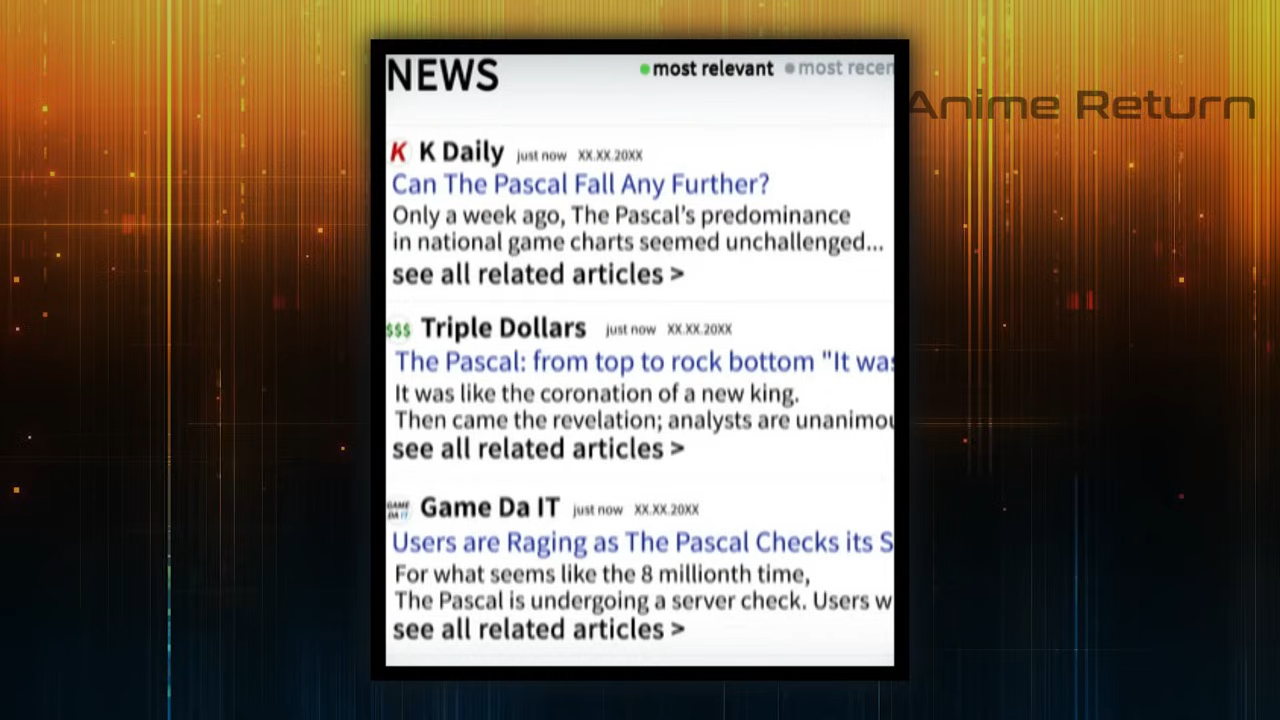 NEWS
most relevant
most recen
Anime Return
K K Daily just now XX.XX.20XX
Can The Pascal Fall Any Further?
Only a week ago, The Pascal's predominance
in national game charts seemed unchallenged...
see all related articles >
$$$ Triple Dollars just now XX.XX.20XX
The Pascal: from top to rock bottom "It was
It was like the coronation of a new king.
Then came the revelation; analysts are unanimou
see all related articles >
GAME DA IT Game Da IT just now XX.XX.20XX
Users are Raging as The Pascal Checks its S
For what seems like the 8 millionth time,
The Pascal is undergoing a server check. Users w
see all related articles >